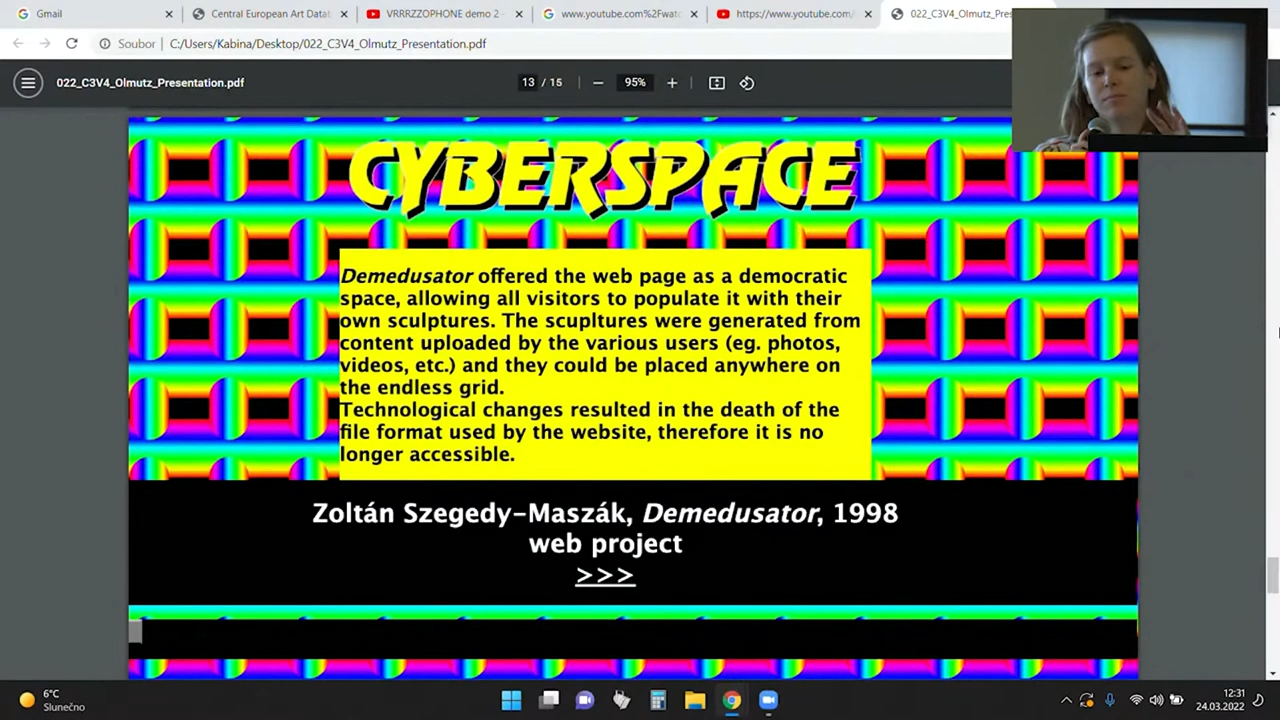 Gmail
Central European Art Datab
VRRRZZOPHONE demo 2 -
www.youtube.com%2Fwat
https://www.youtube.com/
022_C3V4_Olmutz_Presentation.p
Soubor
C:/Users/Kabina/Desktop/022_C3V4_Olmutz_Presentation.pdf
022_C3V4_Olmutz_Presentation.pdf
13 / 15
95%
CYBERSPACE
Demedusator offered the web page as a democratic
space, allowing all visitors to populate it with their
own sculptures. The scupltures were generated from
content uploaded by the various users (eg. photos,
videos, etc.) and they could be placed anywhere on
the endless grid.
Technological changes resulted in the death of the
file format used by the website, therefore it is no
longer accessible.
Zoltán Szegedy-Maszák, Demedusator, 1998
web project
>>>
6°C
Slunečno
12:31
24.03.2022